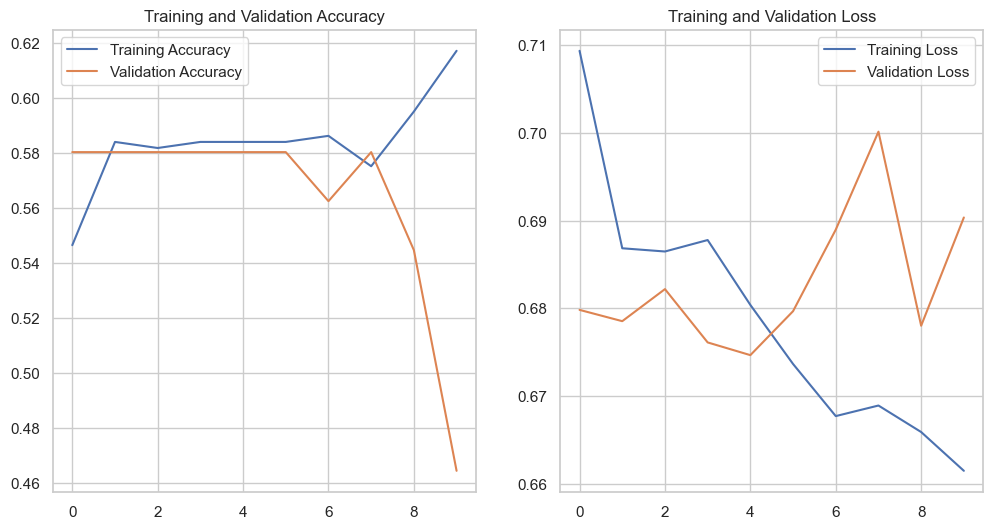 Training and Validation Accuracy
Training Accuracy
Validation Accuracy
0.62
0.60
0.58
0.56
0.54
0.52
0.50
0.48
0.46
0 2 4 6 8
Training and Validation Loss
Training Loss
Validation Loss
0.71
0.70
0.69
0.68
0.67
0.66
0 2 4 6 8